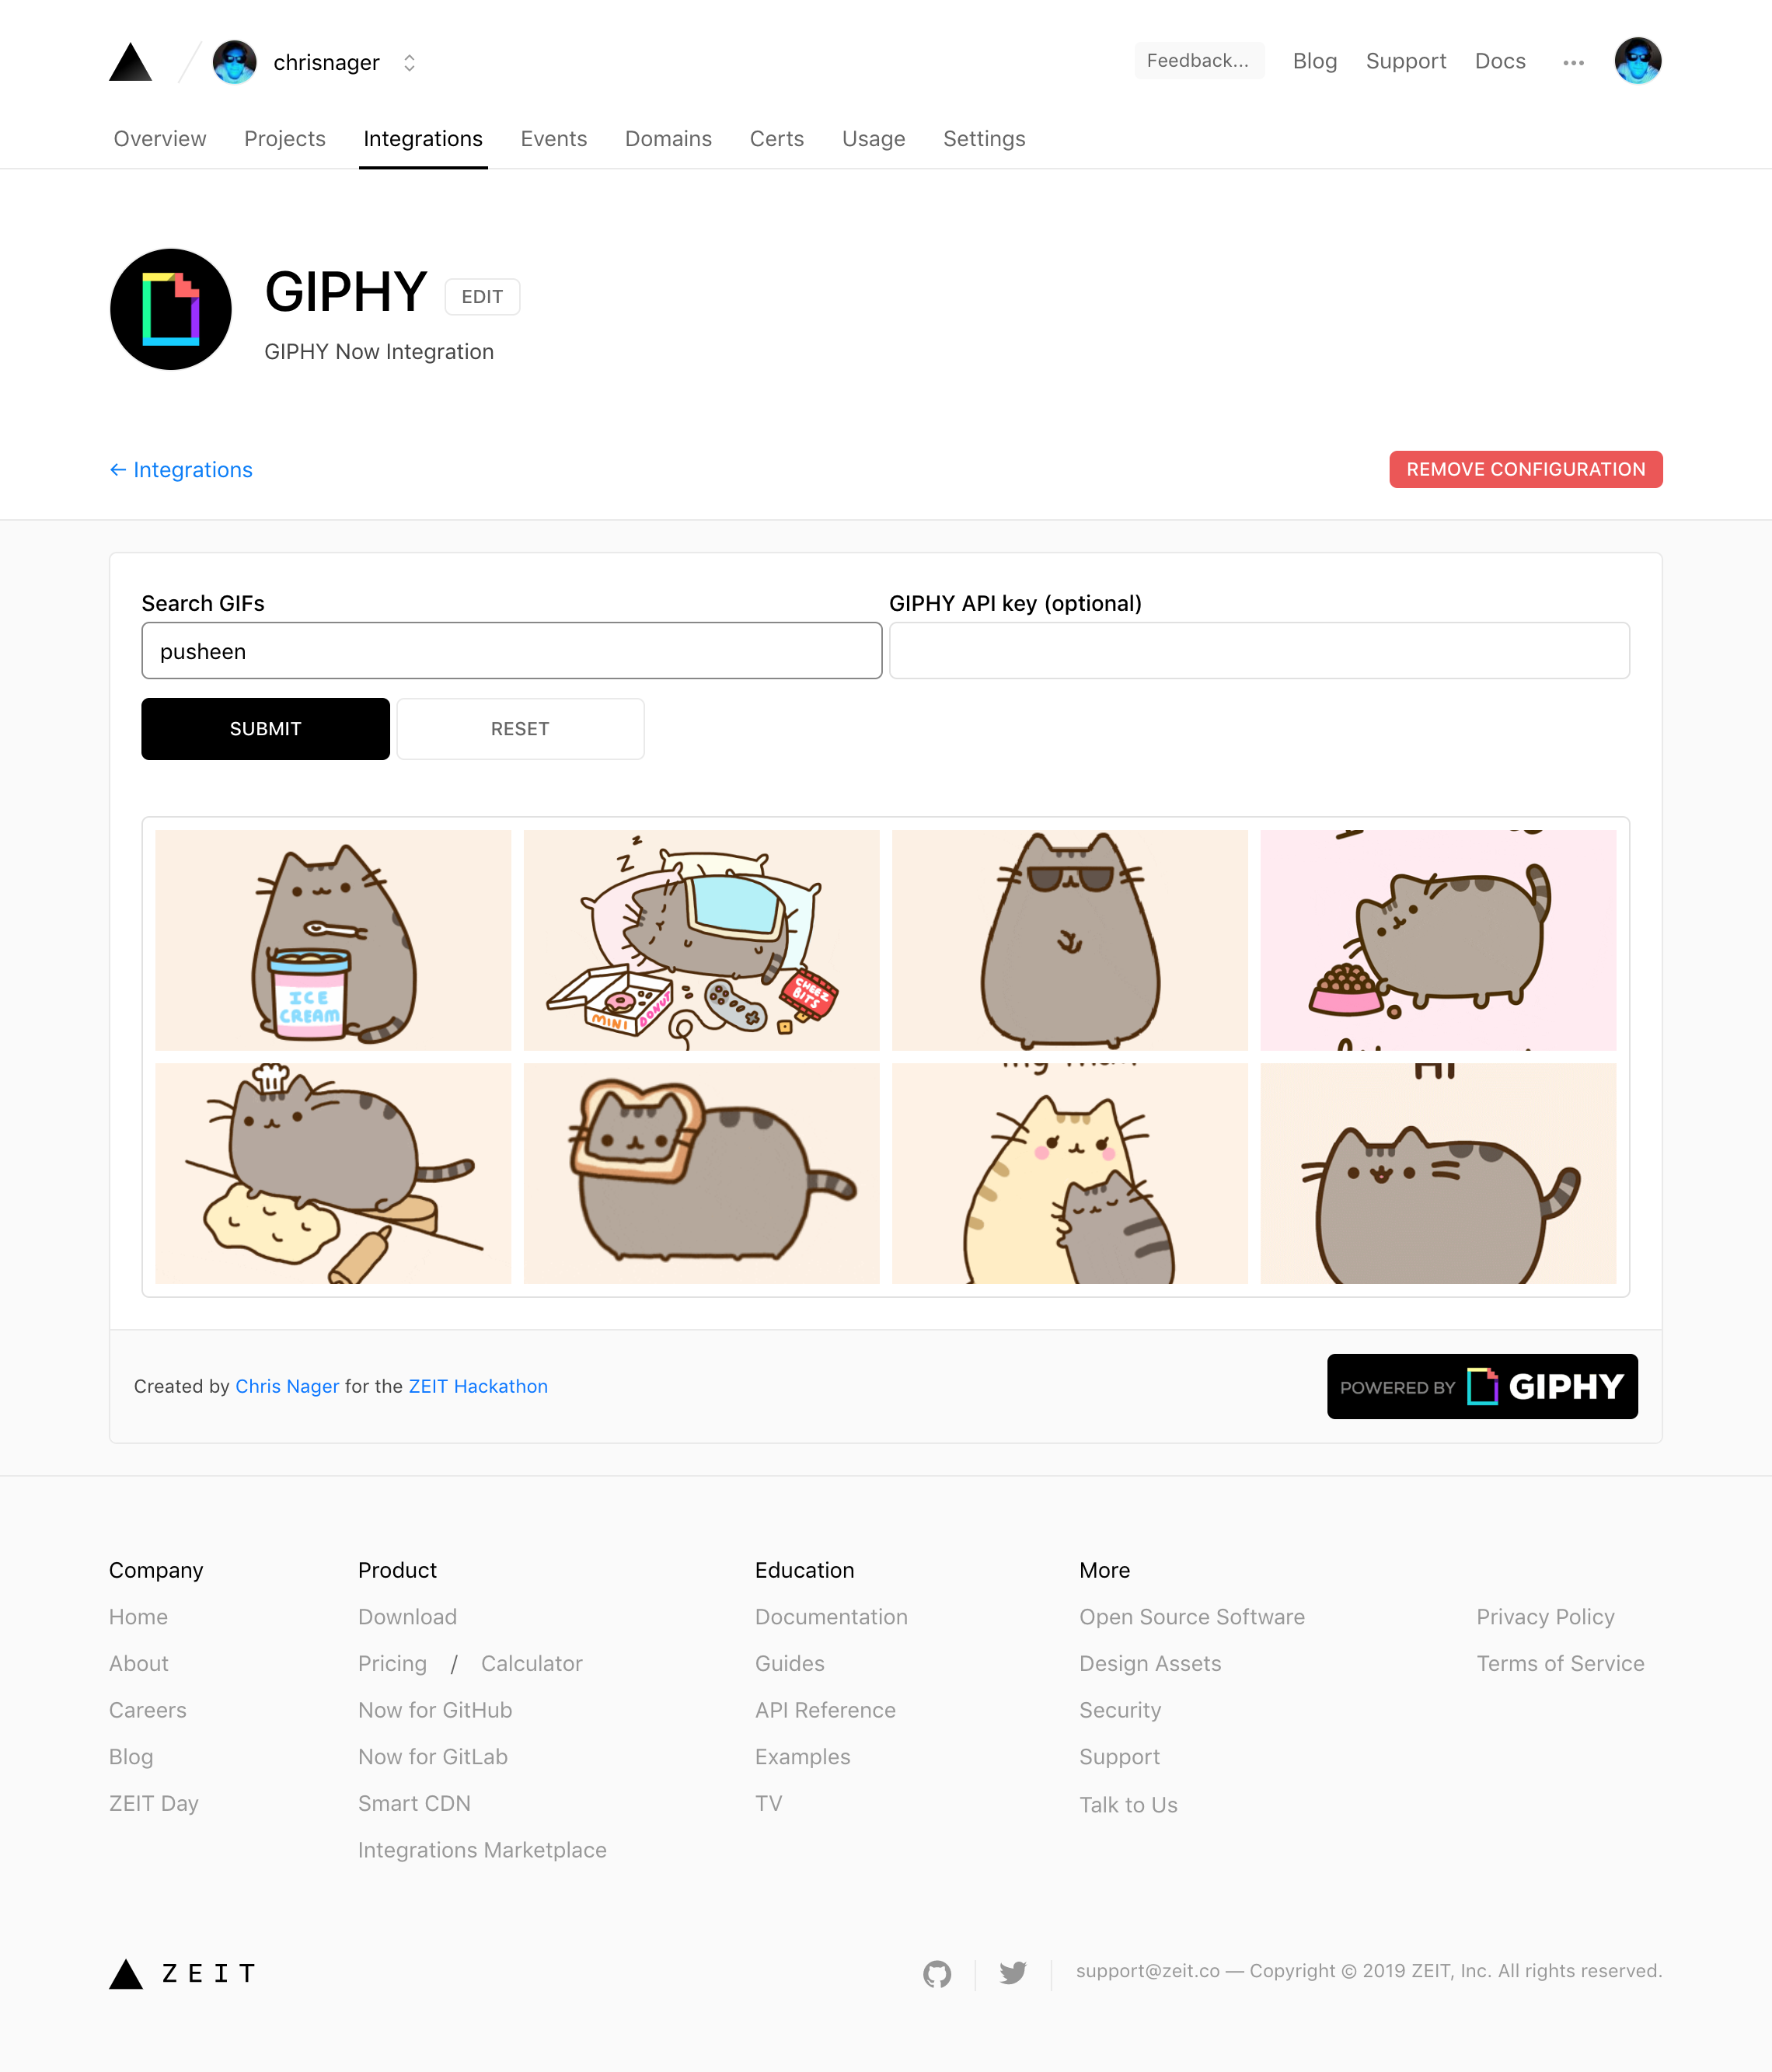 chrisnager
Feedback... Blog Support Docs
Overview Projects Integrations Events Domains Certs Usage Settings
GIPHY EDIT
GIPHY Now Integration
← Integrations
REMOVE CONFIGURATION
Search GIFs
GIPHY API key (optional)
pusheen
SUBMIT RESET
ICE
CREAM
z z z
MINI DONUT
CHEEZ
BITS
HI
Created by Chris Nager for the ZEIT Hackathon
POWERED BY GIPHY
Company
Home
About
Careers
Blog
ZEIT Day
Product
Download
Pricing / Calculator
Now for GitHub
Now for GitLab
Smart CDN
Integrations Marketplace
Education
Documentation
Guides
API Reference
Examples
TV
More
Open Source Software
Design Assets
Security
Support
Talk to Us
Privacy Policy
Terms of Service
ZEIT
support@zeit.co — Copyright © 2019 ZEIT, Inc. All rights reserved.